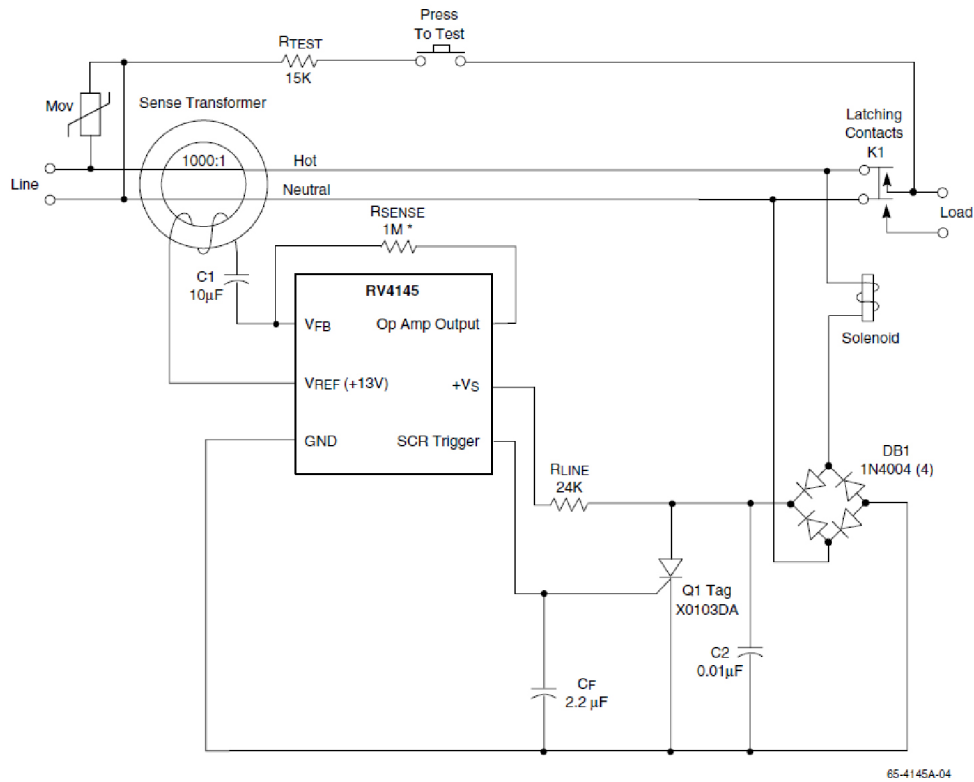 Press
To Test
RTEST
15K
Mov
Sense Transformer
Latching
Contacts
K1
1000:1
Hot
Line
Neutral
Load
RSENSE
1M *
C1
10µF
RV4145
VFB
Op Amp Output
Solenoid
VREF (+13V)
+VS
GND
SCR Trigger
DB1
1N4004 (4)
RLINE
24K
Q1 Tag
X0103DA
C2
0.01µF
CF
2.2 µF
65-4145A-04